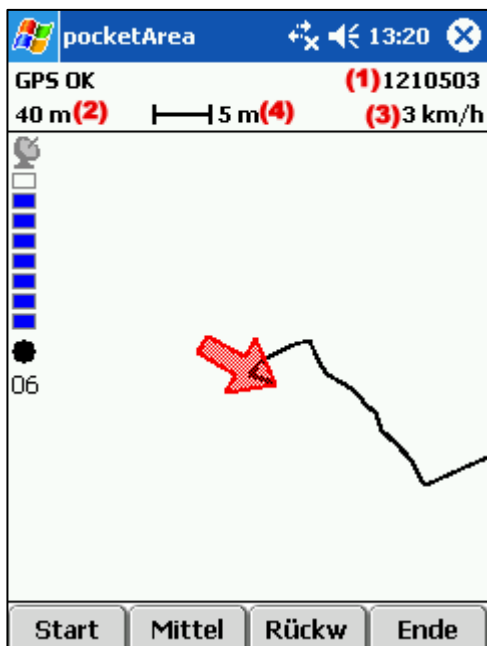 pocketArea 13:20
GPS OK (1)1210503
40 m(2) 5 m(4) (3)3 km/h
06
Start Mittel Rückw Ende